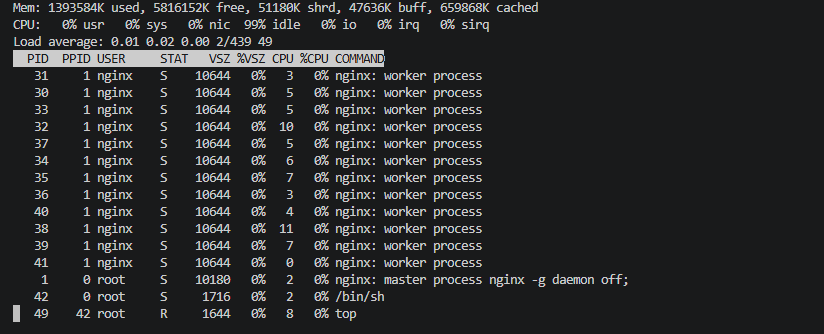 Mem: 1393584K used, 5816152K free, 51180K shrd, 47636K buff, 659868K cached
CPU:   0% usr   0% sys   0% nic  99% idle   0% io   0% irq   0% sirq
Load average: 0.01 0.02 0.00 2/439 49
  PID  PPID USER     STAT   VSZ %VSZ CPU %CPU COMMAND
   31     1 nginx    S    10644   0%   3   0% nginx: worker process
   30     1 nginx    S    10644   0%   5   0% nginx: worker process
   33     1 nginx    S    10644   0%   5   0% nginx: worker process
   32     1 nginx    S    10644   0%  10   0% nginx: worker process
   37     1 nginx    S    10644   0%   5   0% nginx: worker process
   34     1 nginx    S    10644   0%   6   0% nginx: worker process
   35     1 nginx    S    10644   0%   7   0% nginx: worker process
   36     1 nginx    S    10644   0%   3   0% nginx: worker process
   40     1 nginx    S    10644   0%   4   0% nginx: worker process
   38     1 nginx    S    10644   0%  11   0% nginx: worker process
   39     1 nginx    S    10644   0%   7   0% nginx: worker process
   41     1 nginx    S    10644   0%   0   0% nginx: worker process
    1     0 root     S    10180   0%   2   0% nginx: master process nginx -g daemon off;
   42     0 root     S     1716   0%   2   0% /bin/sh
   49    42 root     R     1644   0%   8   0% top